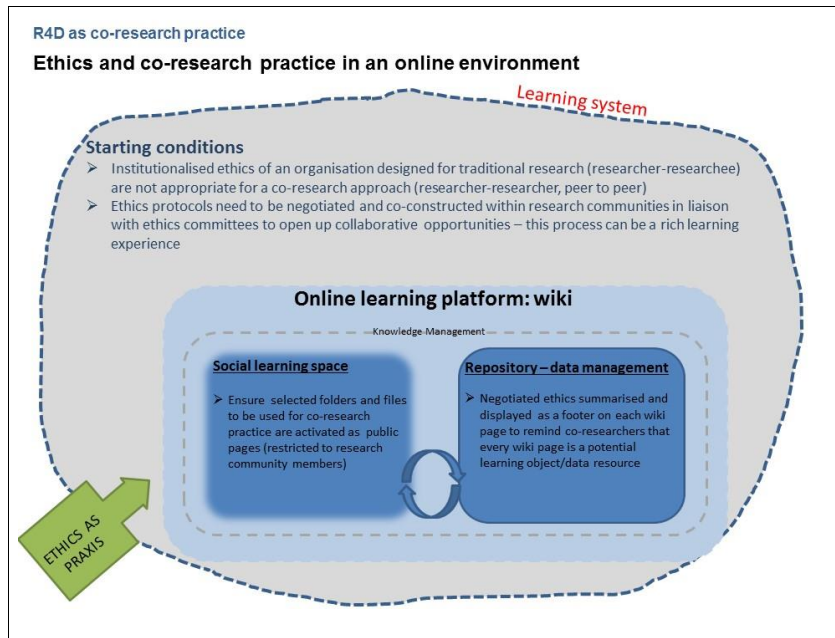 R4D as co-research practice
Ethics and co-research practice in an online environment
Learning system
Starting conditions
➢ Institutionalised ethics of an organisation designed for traditional research (researcher-researchee)
are not appropriate for a co-research approach (researcher-researcher, peer to peer)
➢ Ethics protocols need to be negotiated and co-constructed within research communities in liaison
with ethics committees to open up collaborative opportunities – this process can be a rich learning
experience
Online learning platform: wiki
Knowledge Management
Social learning space
➢ Ensure selected folders and files
to be used for co-research
practice are activated as public
pages (restricted to research
community members)
Repository – data management
➢ Negotiated ethics summarised and
displayed as a footer on each wiki
page to remind co-researchers that
every wiki page is a potential
learning object/data resource
ETHICS AS
PRAXIS